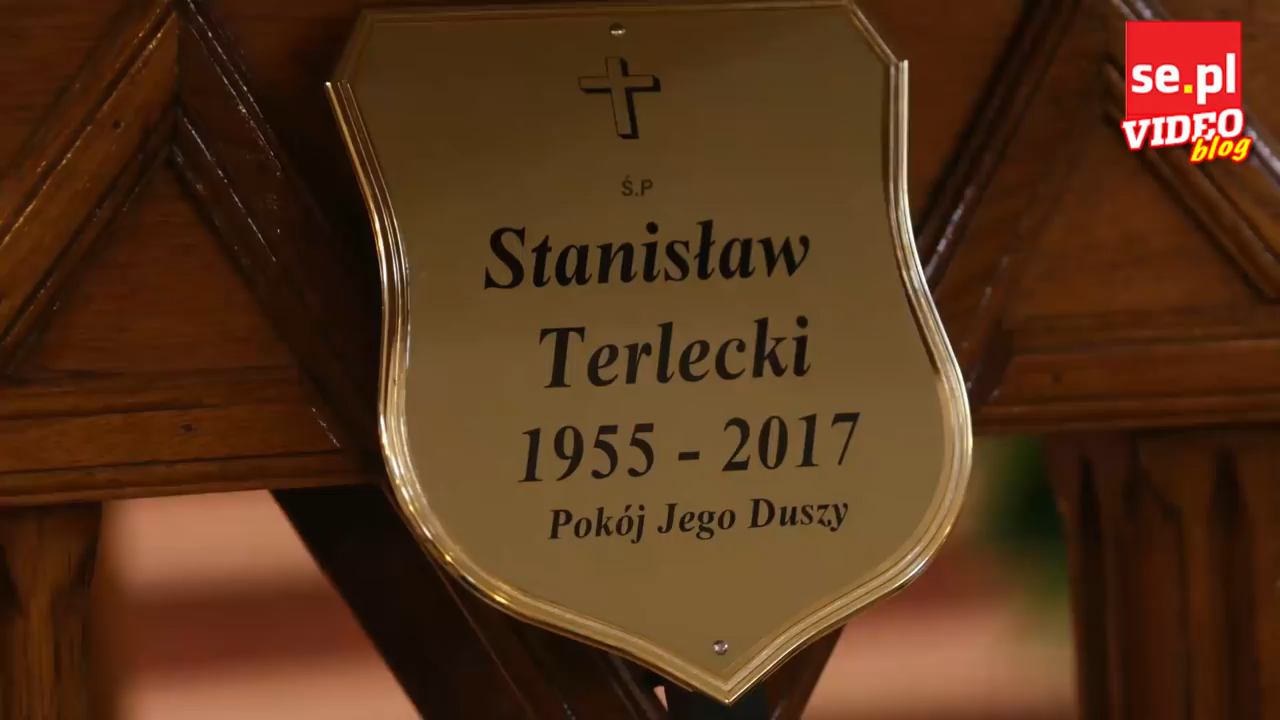 se.pl
VIDEO
blog
Ś.P
Stanisław
Terlecki
1955 - 2017
Pokój Jego Duszy